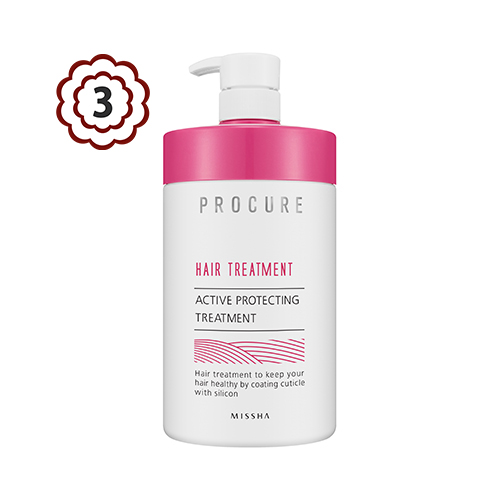 3
PROCURE
HAIR TREATMENT
ACTIVE PROTECTING
TREATMENT
Hair treatment to keep your
hair healthy by coating cuticle
with silicon
MISSHA